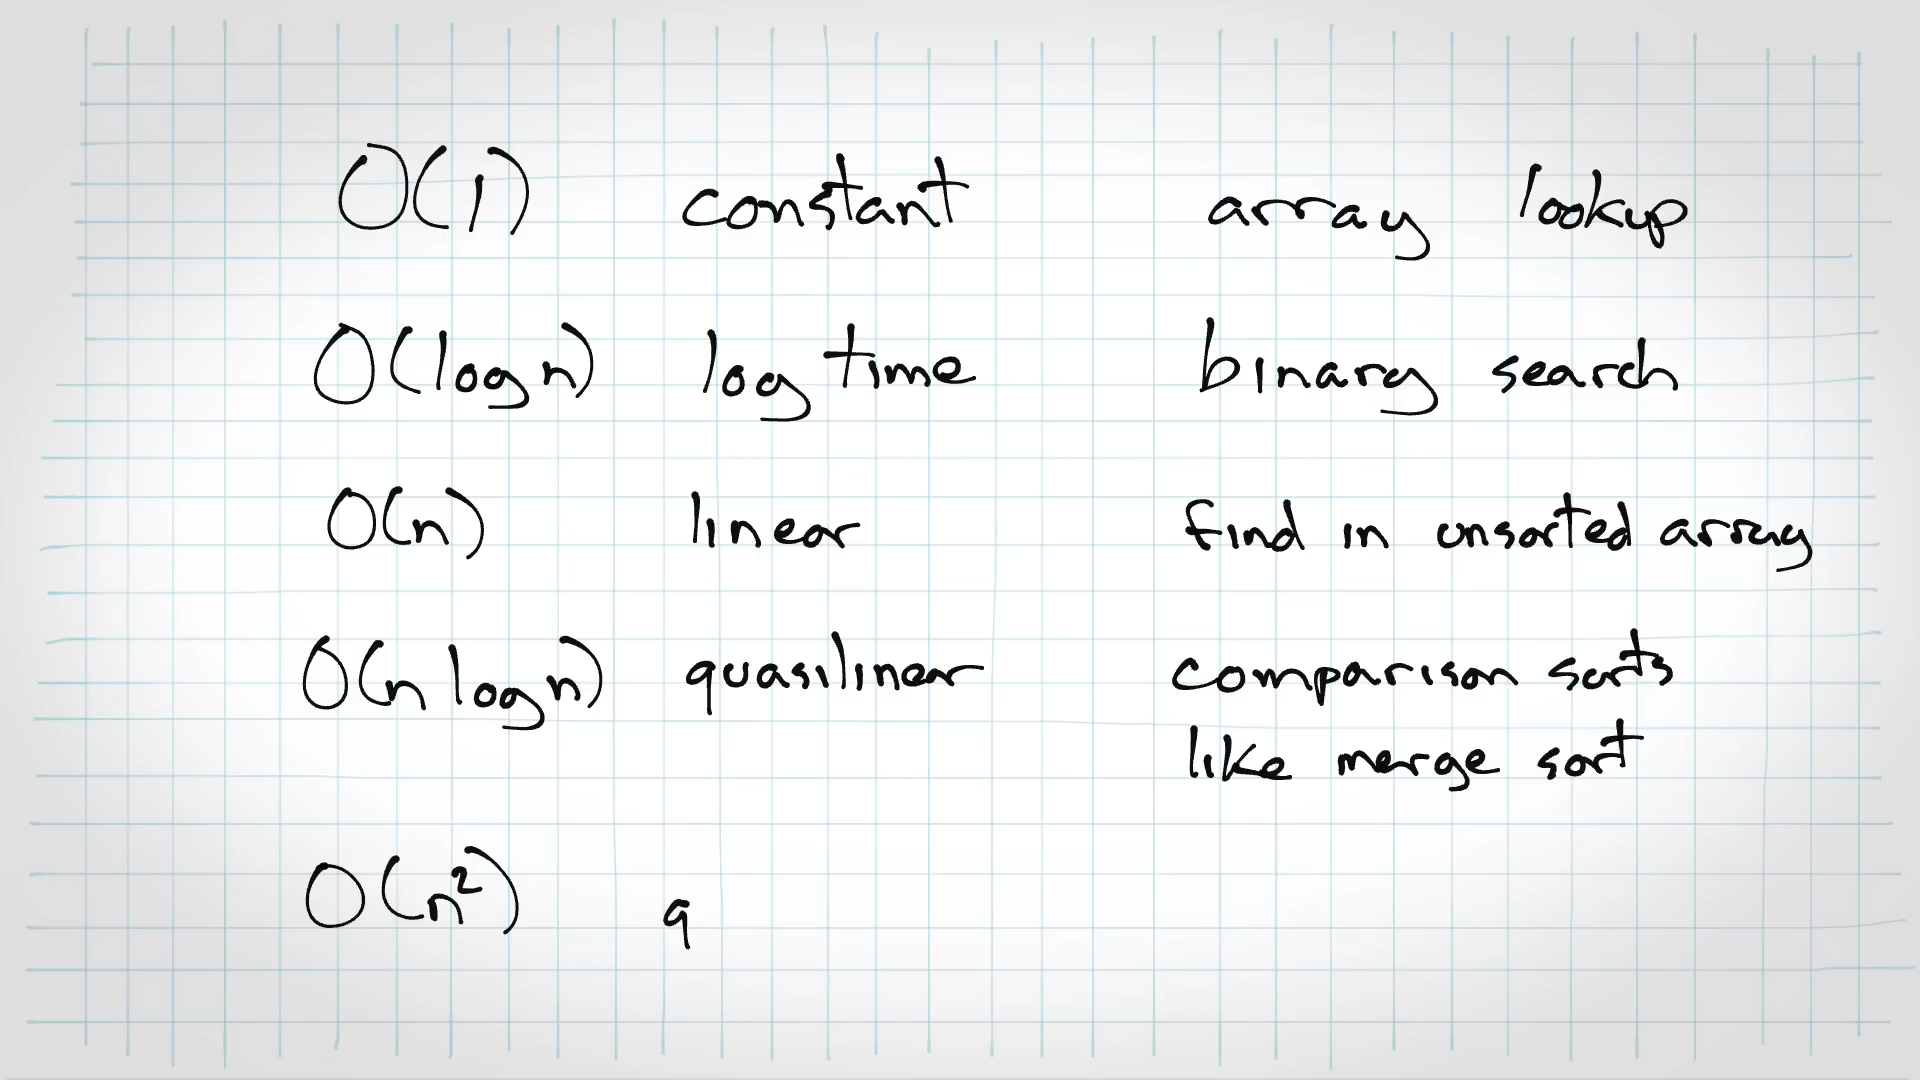 O(1) constant array lookup
O(log n) log time binary search
O(n) linear find in unsorted array
O(n log n) quasilinear comparison sorts
like merge sort
O(n²) q